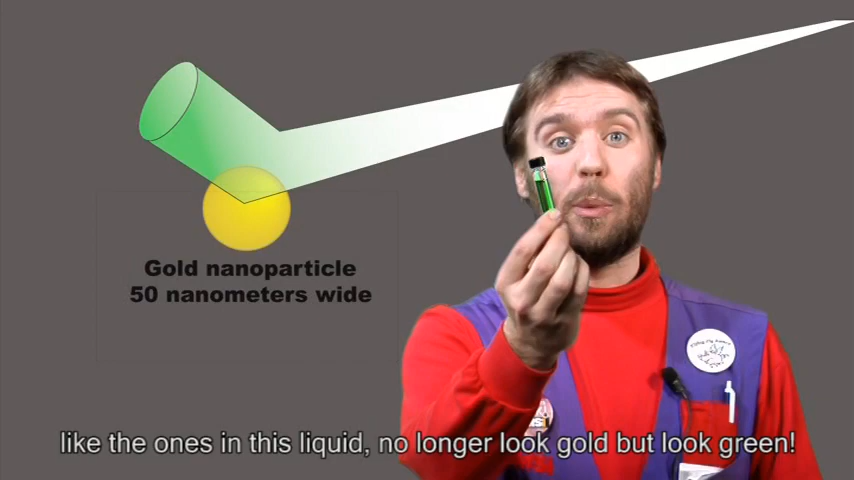 Gold nanoparticle
50 nanometers wide
like the ones in this liquid, no longer look gold but look green!